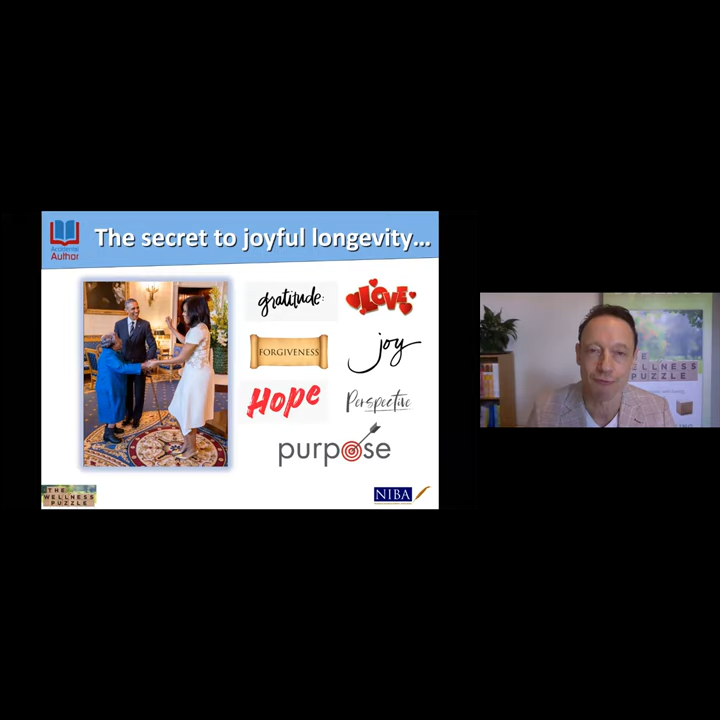 Accidental
Author
The secret to joyful longevity...
gratitude:
LOVE
FORGIVENESS
joy
Hope
Perspective
purpose
THE
WELLNESS
PUZZLE
NIBA
THE
WELLNESS
PUZZLE